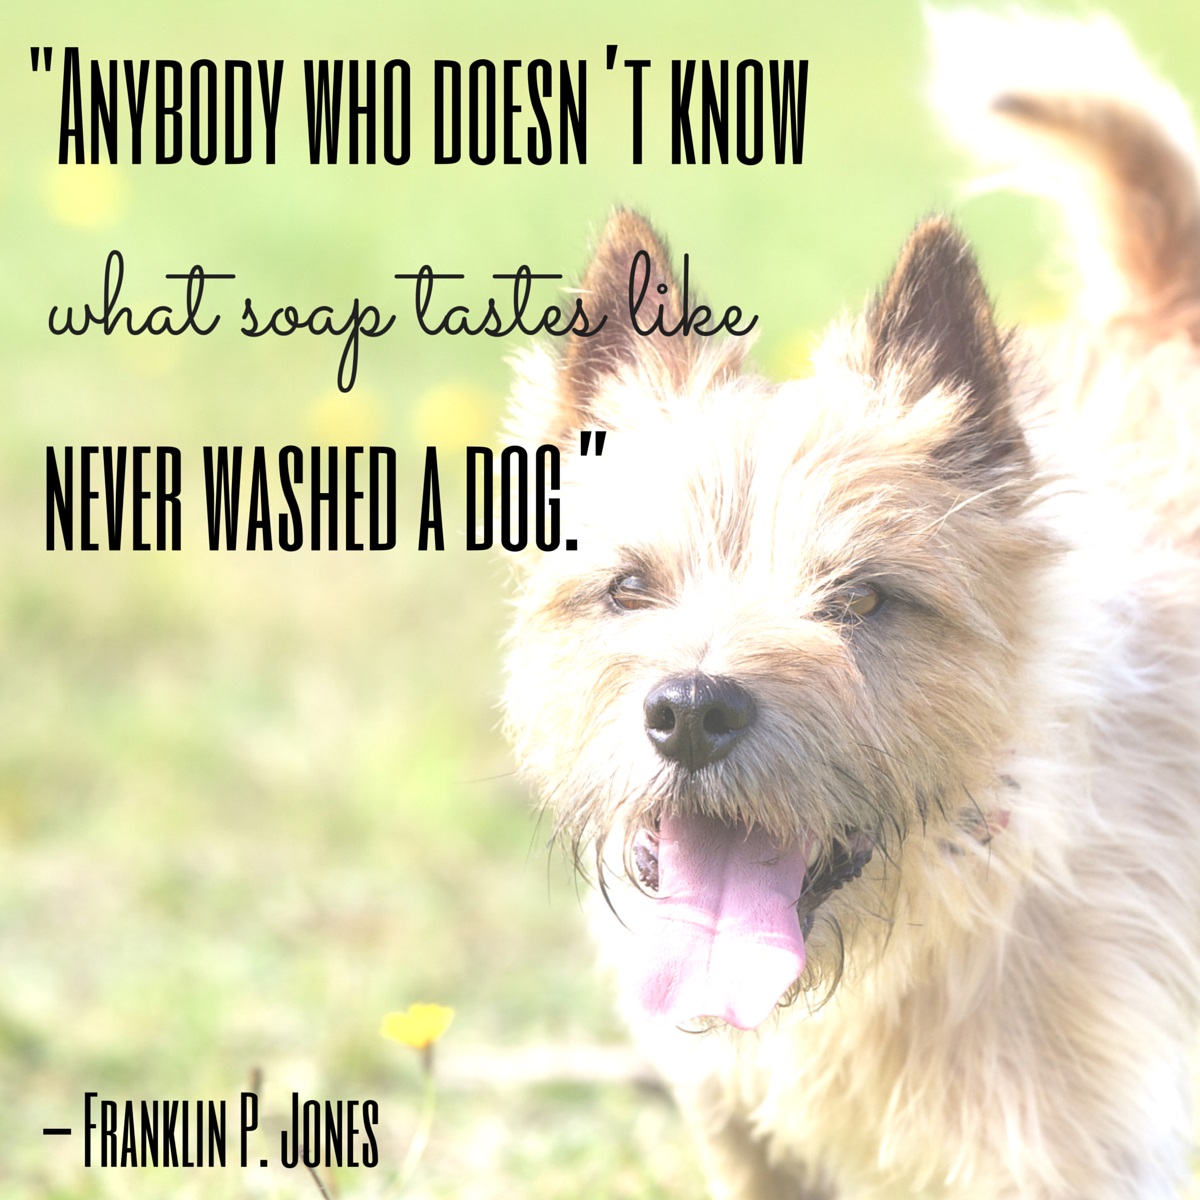 "Anybody who doesn't know
what soap tastes like
never washed a dog."
– Franklin P. Jones